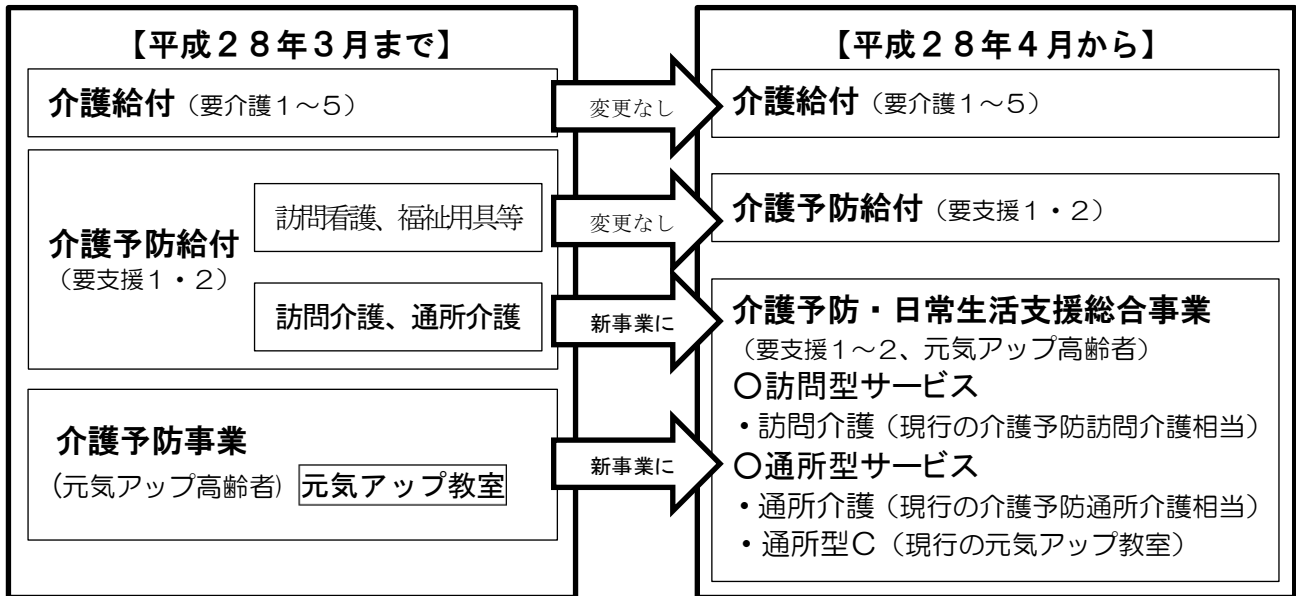 【平成２８年３月まで】
介護給付（要介護１～５）
介護予防給付
（要支援１・２）
訪問看護、福祉用具等
訪問介護、通所介護
介護予防事業
(元気アップ高齢者) 元気アップ教室
変更なし
変更なし
新事業に
新事業に
【平成２８年４月から】
介護給付（要介護１～５）
介護予防給付（要支援１・２）
介護予防・日常生活支援総合事業
（要支援１～２、元気アップ高齢者）
〇訪問型サービス
・訪問介護（現行の介護予防訪問介護相当）
〇通所型サービス
・通所介護（現行の介護予防通所介護相当）
・通所型Ｃ（現行の元気アップ教室）